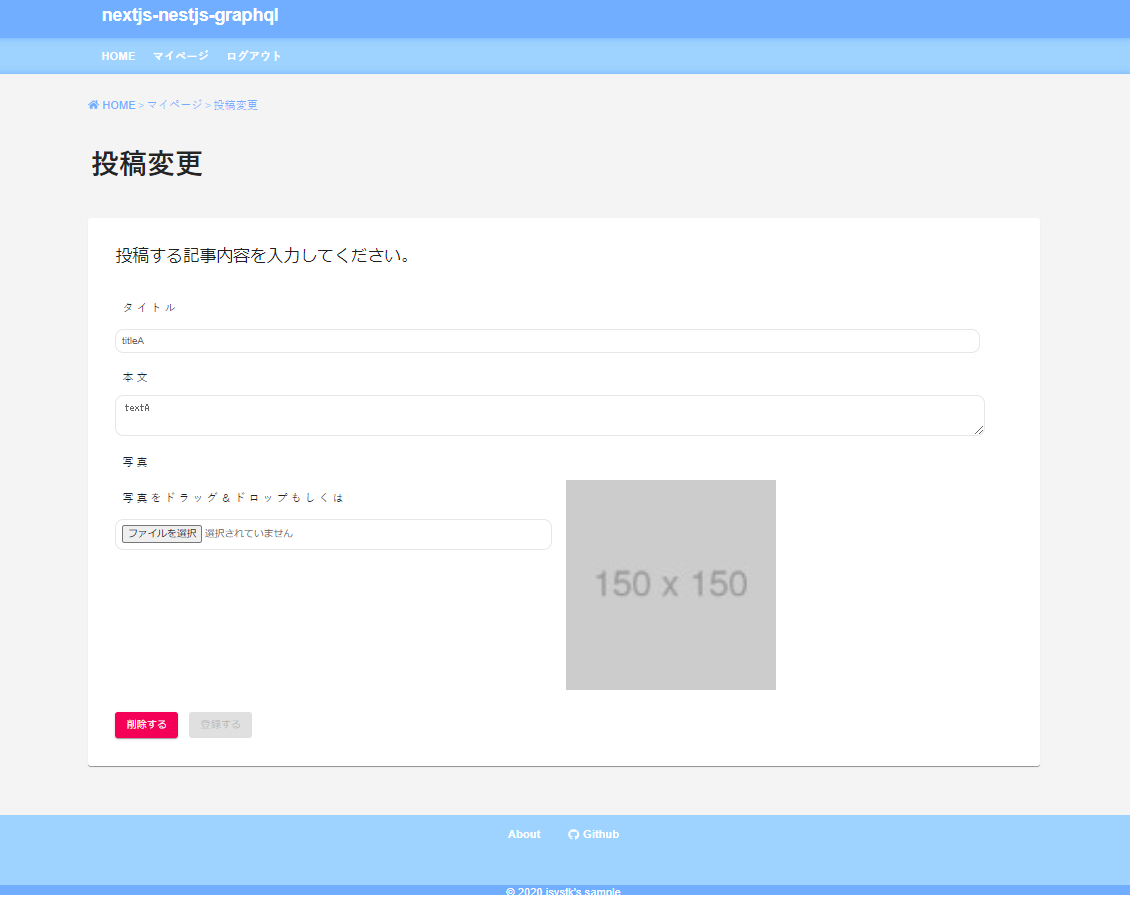 nextjs-nestjs-graphql
HOME マイページ ログアウト
HOME > マイページ > 投稿変更
投稿変更
投稿する記事内容を入力してください。
タイトル
titleA
本文
textA
写真
写真をドラッグ＆ドロップもしくは
ファイルを選択 選択されていません
150 x 150
削除する 登録する
About Github
© 2020 isystk's sample